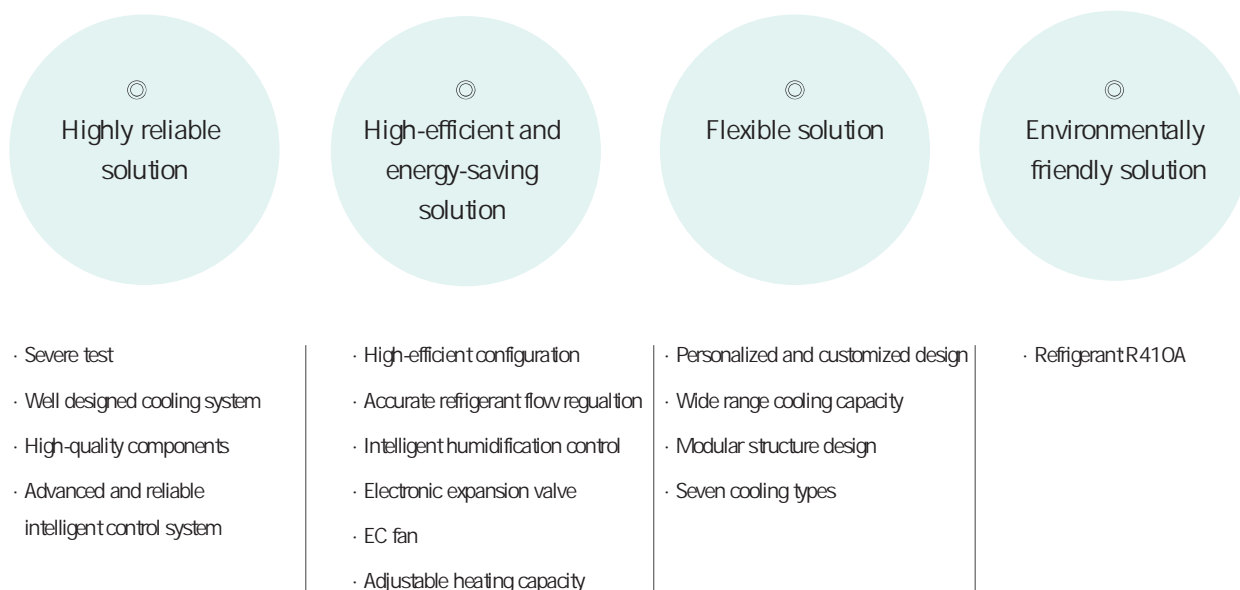 ◎
Highly reliable
solution
◎
High-efficient and
energy-saving
solution
◎
Flexible solution
◎
Environmentally
friendly solution
· Severe test
· Well designed cooling system
· High-quality components
· Advanced and reliable
intelligent control system
· High-efficient configuration
· Accurate refrigerant flow regualtion
· Intelligent humidification control
· Electronic expansion valve
· EC fan
· Adjustable heating capacity
· Personalized and customized design
· Wide range cooling capacity
· Modular structure design
· Seven cooling types
· Refrigerant R410A